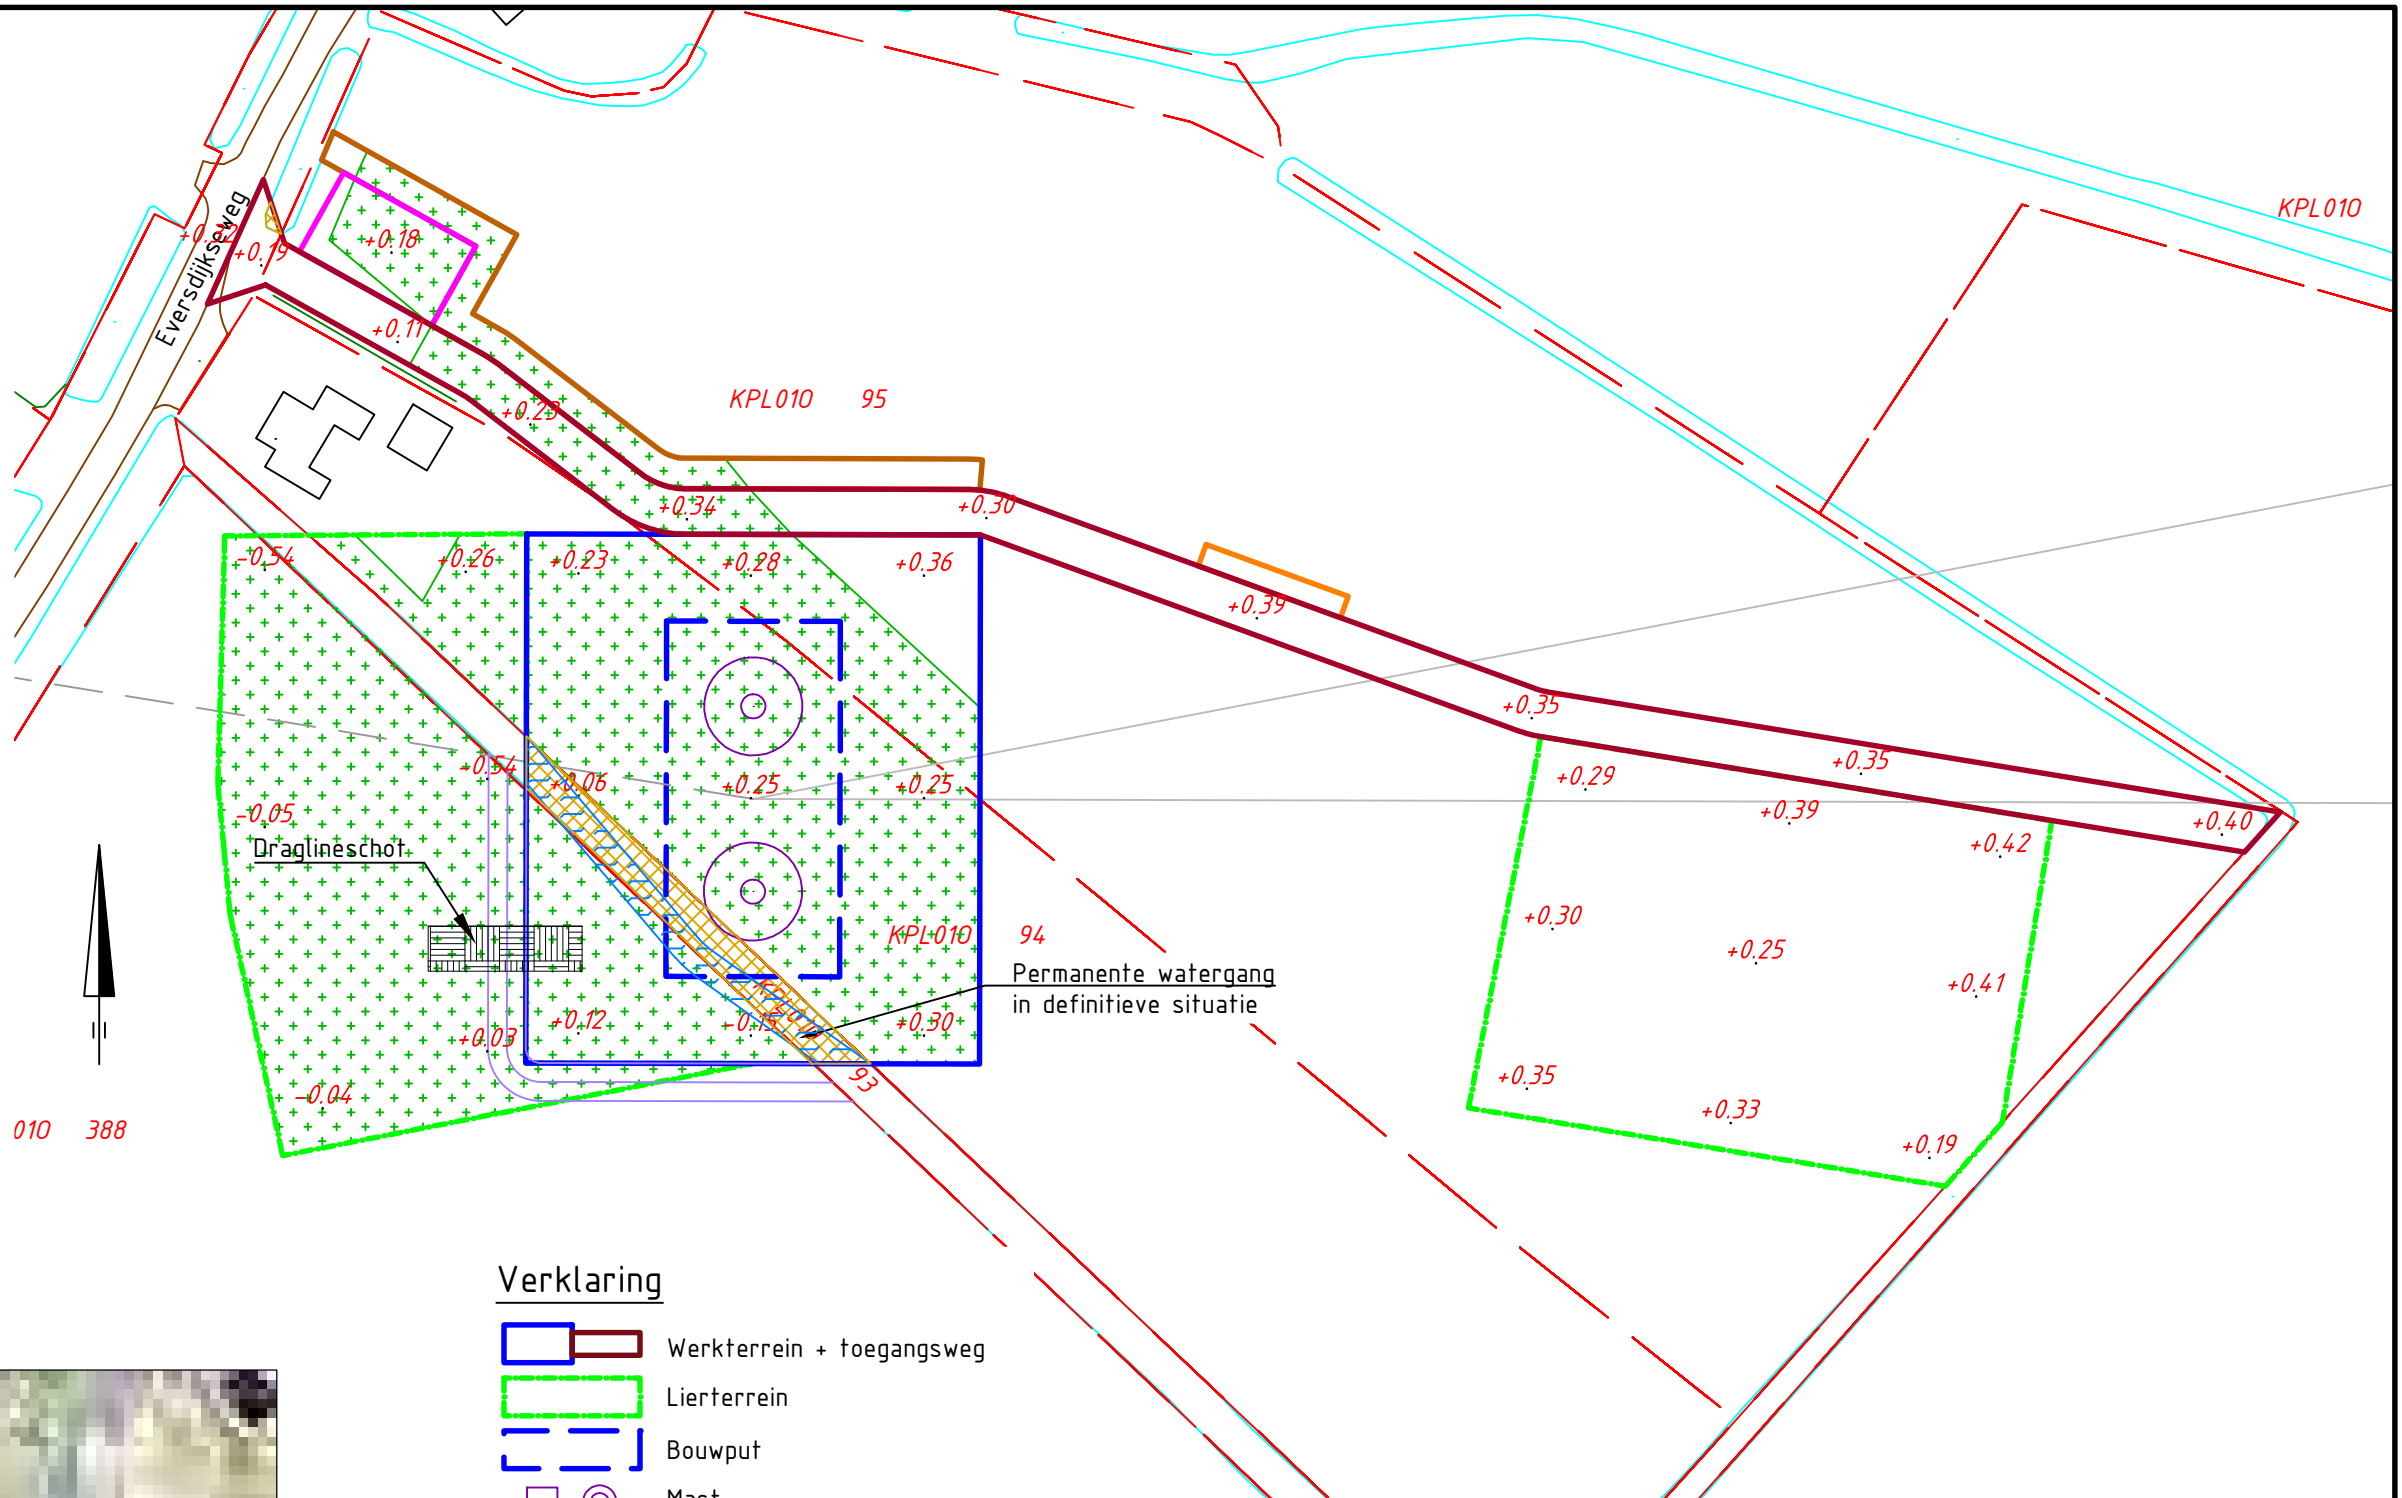 KPL010
Eversdijkseweg
+0.19
+0.18
+0.11
KPL010 95
+0.23
+0.34
+0.30
-0.54
+0.26
+0.23
+0.28
+0.36
+0.39
+0.35
-0.54
+0.06
+0.25
+0.25
+0.29
+0.35
+0.39
+0.40
+0.42
-0.05
Draglineschot
KPL010 94
+0.30
+0.25
+0.41
Permanente watergang
in definitieve situatie
+0.03
+0.12
+0.30
93
-0.04
+0.35
+0.33
+0.19
010 388
Verklaring
Werkterrein + toegangsweg
Lierterrein
Bouwput
Mast